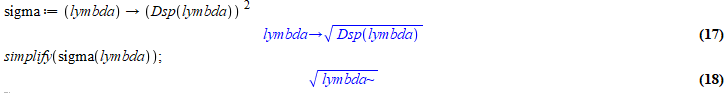 sigma := (lymbda) → (Dsp(lymbda))²
lymbda→√Dsp(lymbda) (17)
simplify(sigma(lymbda));
√lymbda~ (18)